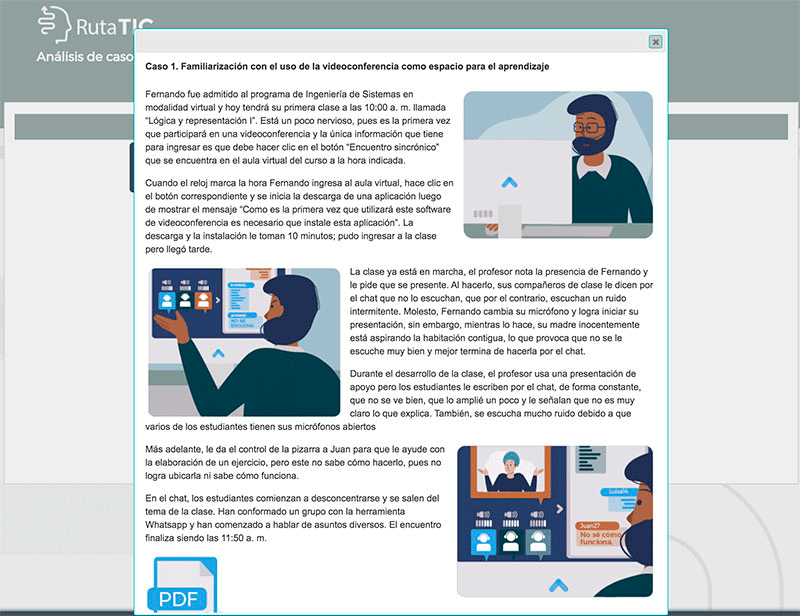 RutaTIC
Análisis de caso
Caso 1. Familiarización con el uso de la videoconferencia como espacio para el aprendizaje
Fernando fue admitido al programa de Ingeniería de Sistemas en
modalidad virtual y hoy tendrá su primera clase a las 10:00 a. m. llamada
“Lógica y representación I”. Está un poco nervioso, pues es la primera vez
que participará en una videoconferencia y la única información que tiene
para ingresar es que debe hacer clic en el botón “Encuentro sincrónico”
que se encuentra en el aula virtual del curso a la hora indicada.
Cuando el reloj marca la hora Fernando ingresa al aula virtual, hace clic en
el botón correspondiente y se inicia la descarga de una aplicación luego
de mostrar el mensaje “Como es la primera vez que utilizará este software
de videoconferencia es necesario que instale esta aplicación”. La
descarga y la instalación le toman 10 minutos; pudo ingresar a la clase
pero llegó tarde.
La clase ya está en marcha, el profesor nota la presencia de Fernando y
le pide que se presente. Al hacerlo, sus compañeros de clase le dicen por
el chat que no lo escuchan, que por el contrario, escuchan un ruido
intermitente. Molesto, Fernando cambia su micrófono y logra iniciar su
presentación, sin embargo, mientras lo hace, su madre inocentemente
está aspirando la habitación contigua, lo que provoca que no se le
escuche muy bien y mejor termina de hacerla por el chat.
NO SE
ESCUCHA
Durante el desarrollo de la clase, el profesor usa una presentación de
apoyo pero los estudiantes le escriben por el chat, de forma constante,
que no se ve bien, que lo amplié un poco y le señalan que no es muy
claro lo que explica. También, se escucha mucho ruido debido a que
varios de los estudiantes tienen sus micrófonos abiertos
Más adelante, le da el control de la pizarra a Juan para que le ayude con
la elaboración de un ejercicio, pero este no sabe cómo hacerlo, pues no
logra ubicarla ni sabe cómo funciona.
En el chat, los estudiantes comienzan a desconcentrarse y se salen del
tema de la clase. Han conformado un grupo con la herramienta
Whatsapp y han comenzado a hablar de asuntos diversos. El encuentro
finaliza siendo las 11:50 a. m.
Juan27
No sé cómo
funciona.
PDF